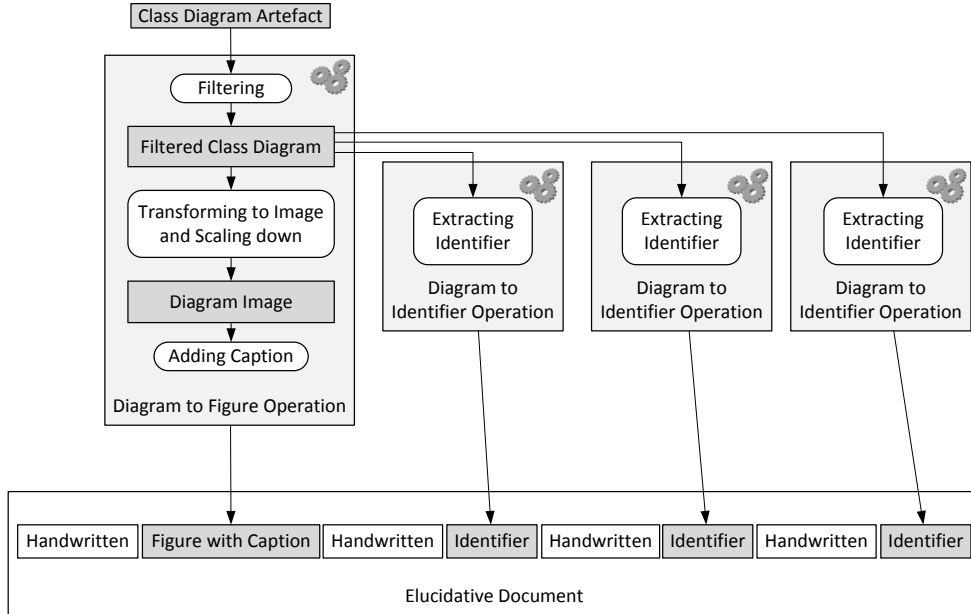 Class Diagram Artefact
Filtering
Filtered Class Diagram
Transforming to Image
and Scaling down
Diagram Image
Adding Caption
Diagram to Figure Operation
Extracting
Identifier
Diagram to
Identifier Operation
Extracting
Identifier
Diagram to
Identifier Operation
Extracting
Identifier
Diagram to
Identifier Operation
Handwritten Figure with Caption Handwritten Identifier Handwritten Identifier Handwritten Identifier
Elucidative Document